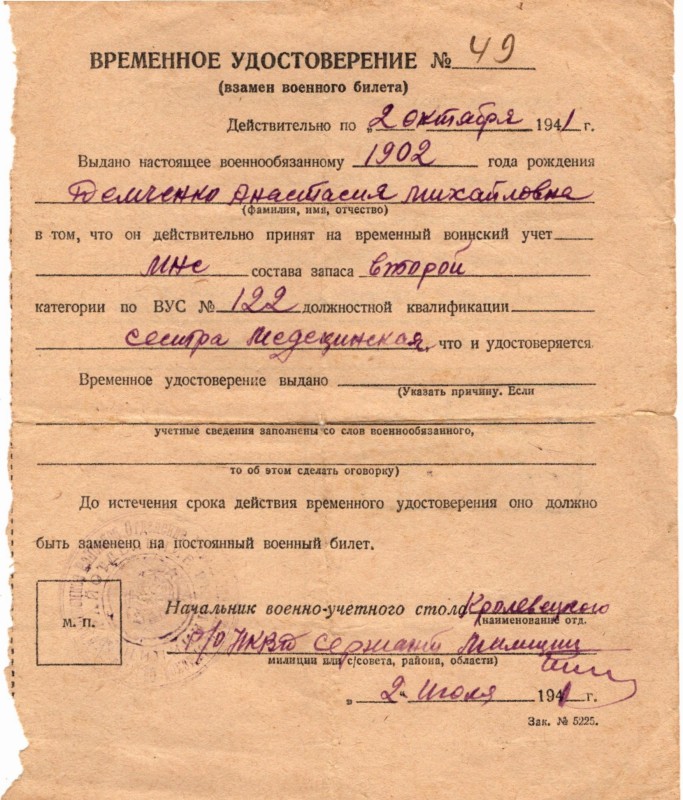 ВРЕМЕННОЕ УДОСТОВЕРЕНИЕ № 49
(взамен военного билета)
Действительно по „2 октября 1941 г.
Выдано настоящее военнообязанному 1902 года рождения
Демченко Анастасия Михайловна
(фамилия, имя, отчество)
в том, что он действительно принят на временный воинский учет
МНС состава запаса второй
категории по ВУС № 122 должностной квалификации
сестра медецинская, что и удостоверяется
Временное удостоверение выдано
(Указать причину. Если
учетные сведения заполнены со слов военнообязанного,
то об этом сделать оговорку)
До истечения срока действия временного удостоверения оно должно
быть заменено на постоянный военный билет.
Начальник военно-учетного стола Кролевецкого
М. П. (наименование отд.
р/о НКВД сержант милиции
милиции или с/совета, района, области)
„2" июля 1941 г.
Зак. № 5225.